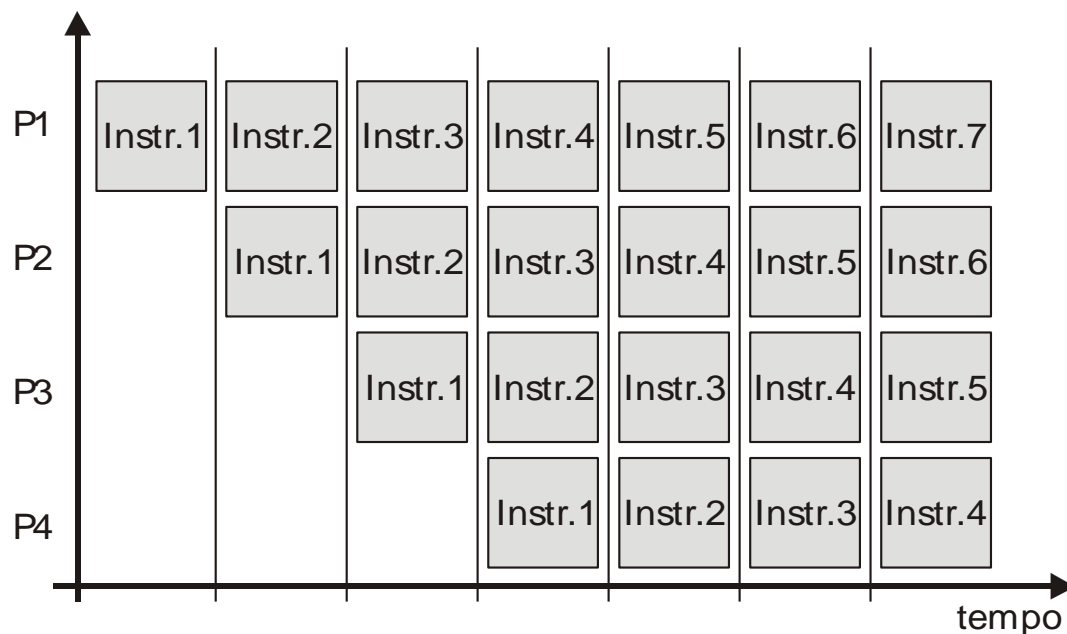 P1 Instr.1 Instr.2 Instr.3 Instr.4 Instr.5 Instr.6 Instr.7
P2 Instr.1 Instr.2 Instr.3 Instr.4 Instr.5 Instr.6
P3 Instr.1 Instr.2 Instr.3 Instr.4 Instr.5
P4 Instr.1 Instr.2 Instr.3 Instr.4
tempo